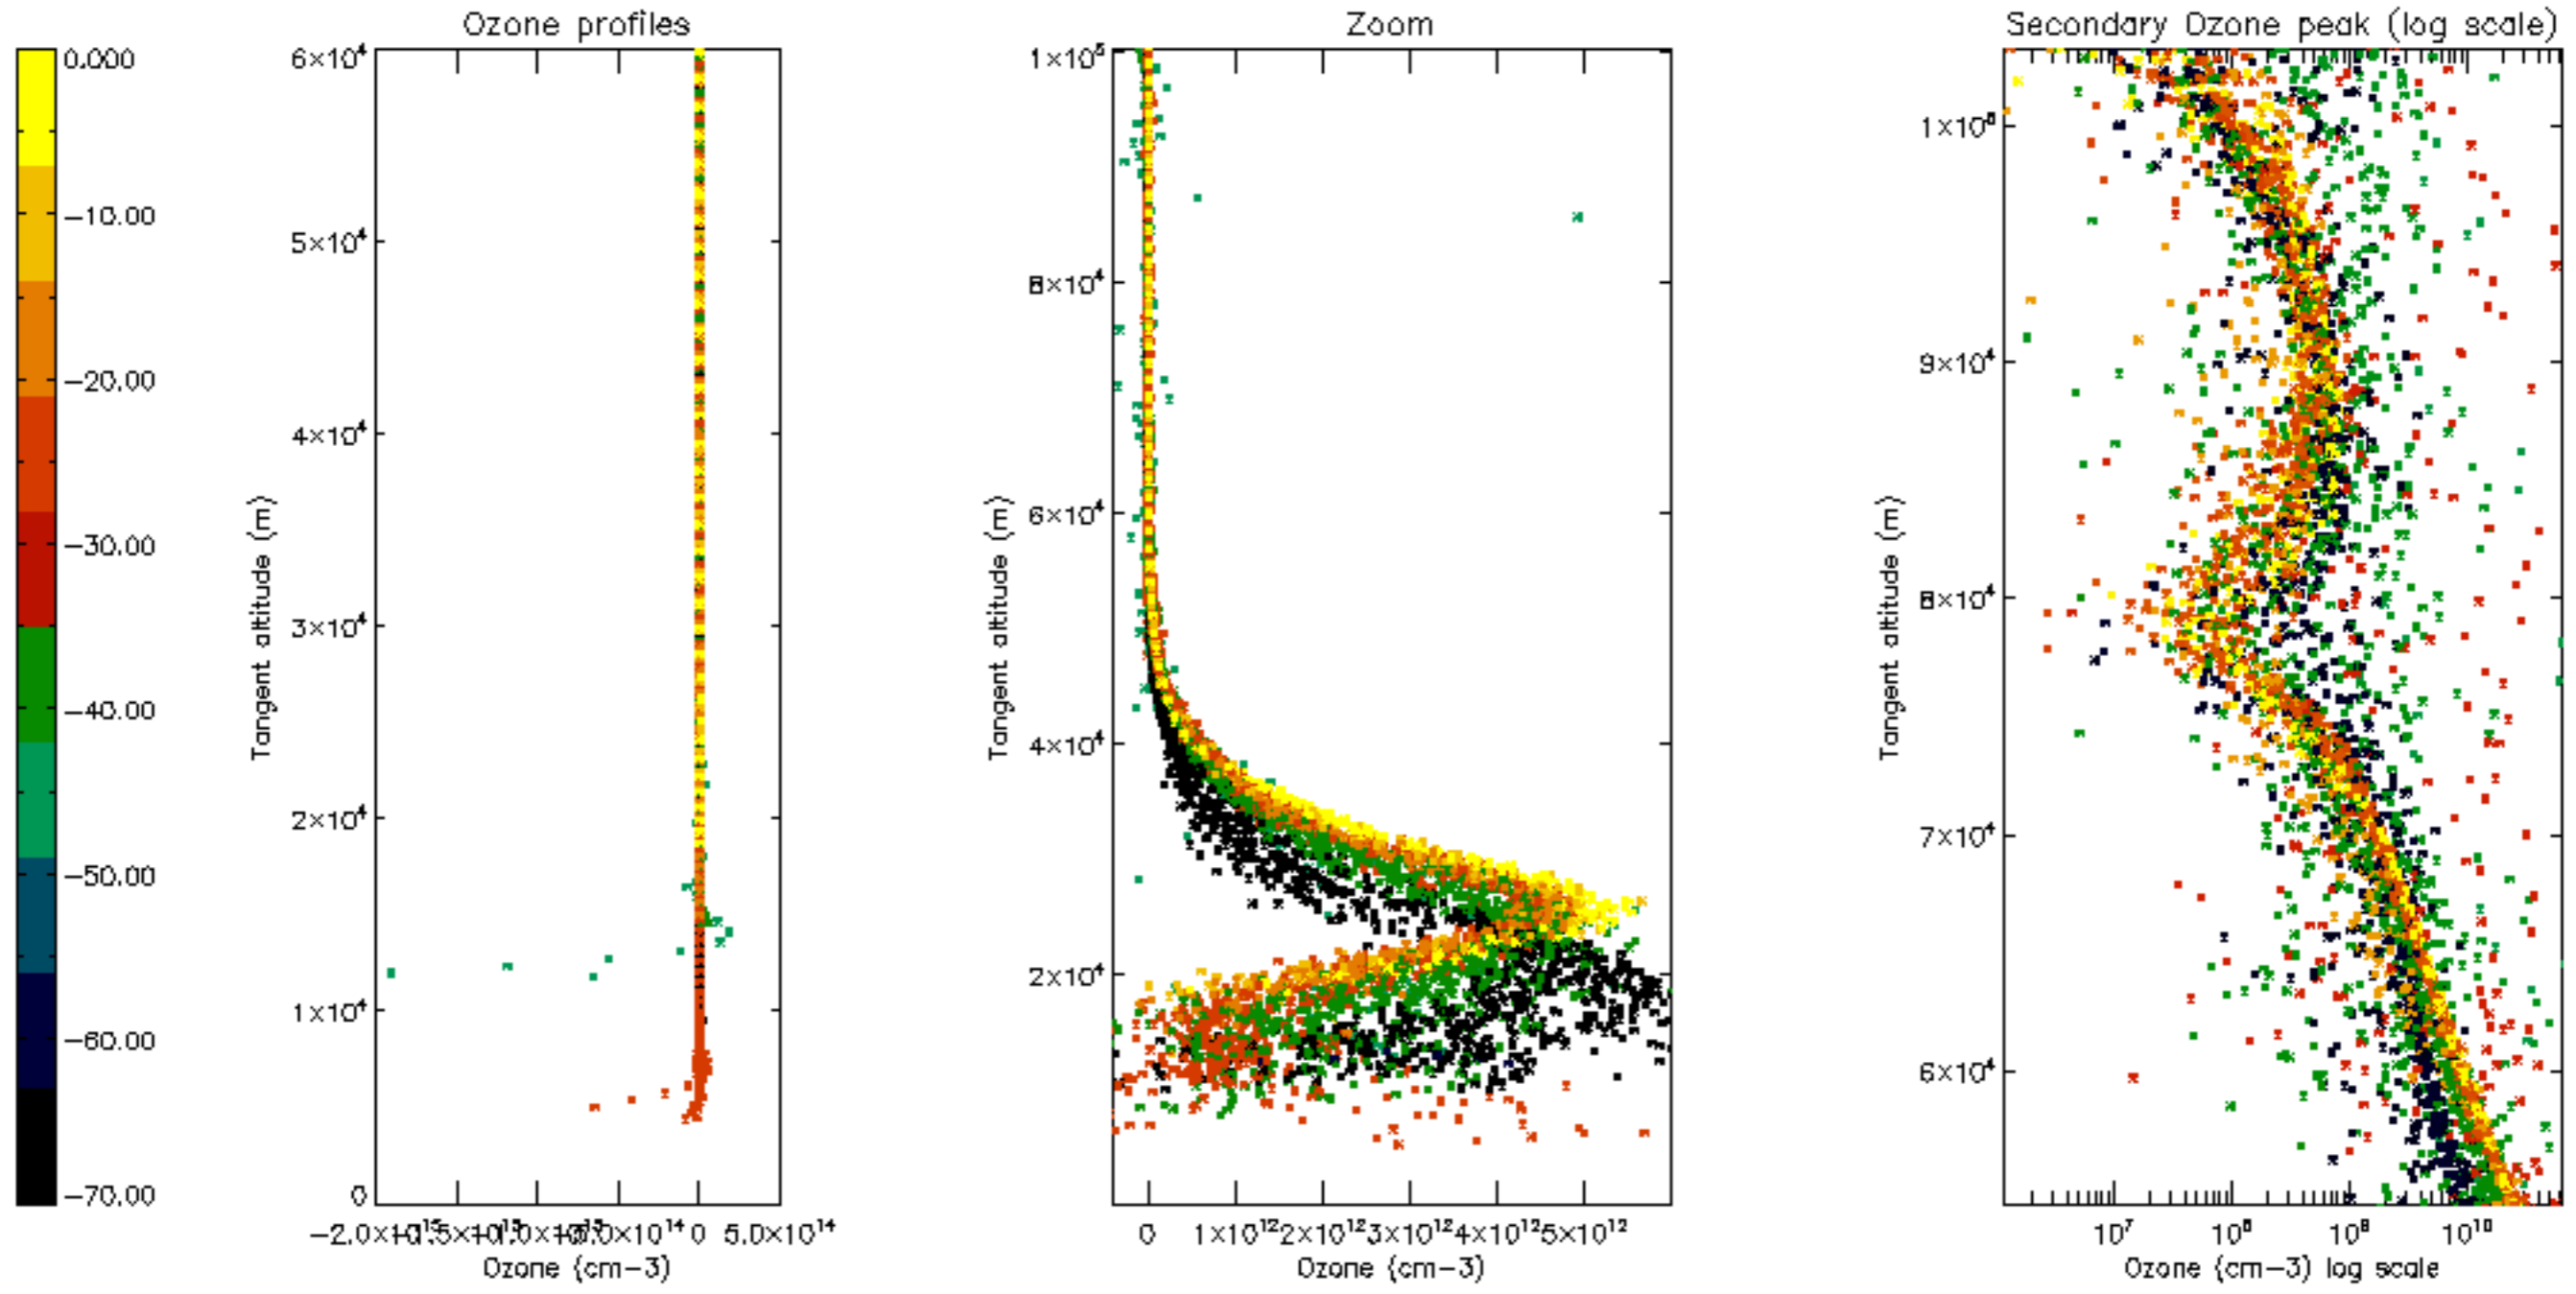 Ozone profiles
Zoom
Secondary Ozone peak (log scale)
0.000
−10.00
−20.00
−30.00
−40.00
−50.00
−60.00
−70.00
6×10⁴
5×10⁴
4×10⁴
3×10⁴
2×10⁴
1×10⁴
0
Tangent altitude (m)
5.0×10¹⁴ 0 5.0×10¹⁴
Ozone (cm−3)
1×10⁵
8×10⁴
6×10⁴
4×10⁴
2×10⁴
Tangent altitude (m)
0 1×10¹² 2×10¹² 3×10¹² 4×10¹² 5×10¹²
Ozone (cm−3)
1×10⁵
9×10⁴
8×10⁴
7×10⁴
6×10⁴
Tangent altitude (m)
10⁷ 10⁸ 10⁹ 10¹⁰
Ozone (cm−3) log scale